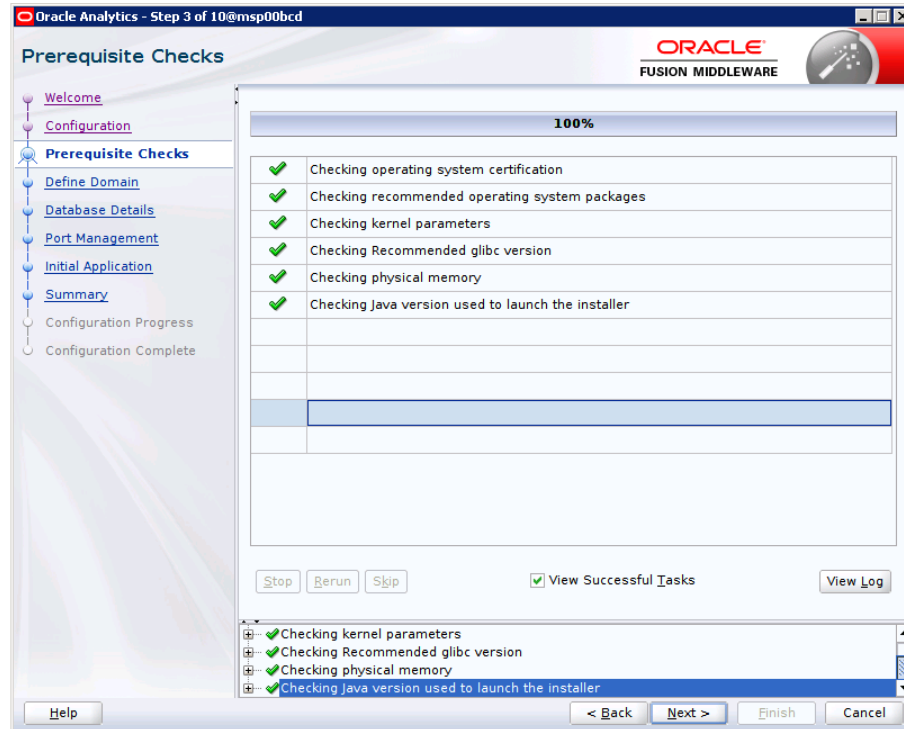 Oracle Analytics - Step 3 of 10@msp00bcd
Prerequisite Checks
ORACLE
FUSION MIDDLEWARE
Welcome
Configuration
Prerequisite Checks
Define Domain
Database Details
Port Management
Initial Application
Summary
Configuration Progress
Configuration Complete
100%
Checking operating system certification
Checking recommended operating system packages
Checking kernel parameters
Checking Recommended glibc version
Checking physical memory
Checking Java version used to launch the installer
Stop Rerun Skip View Successful Tasks View Log
Checking kernel parameters
Checking Recommended glibc version
Checking physical memory
Checking Java version used to launch the installer
Help < Back Next > Finish Cancel